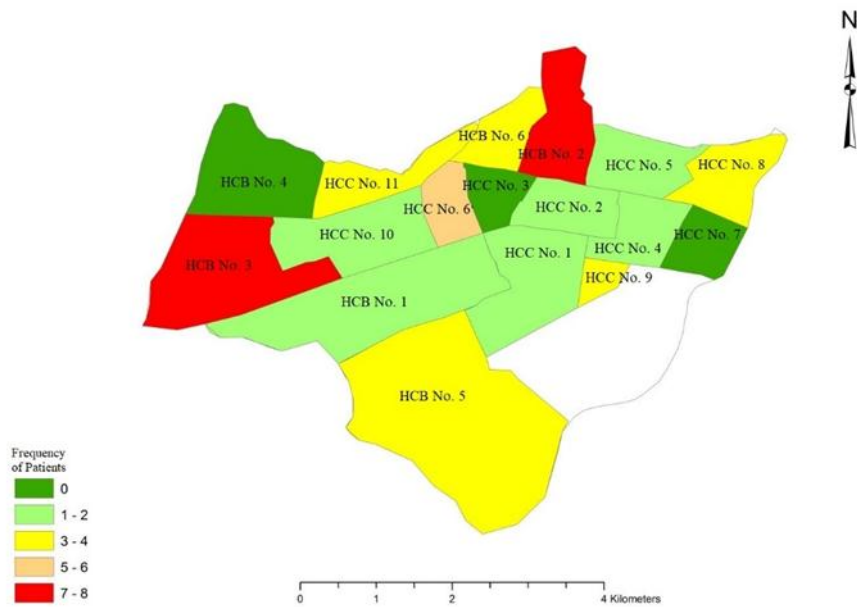 N
HCB No. 6
HCB No. 2
HCC No. 5
HCC No. 8
HCB No. 4
HCC No. 11
HCC No. 3
HCC No. 6
HCC No. 2
HCC No. 10
HCC No. 1
HCC No. 4
HCC No. 7
HCB No. 3
HCC No. 9
HCB No. 1
HCB No. 5
Frequency
of Patients
0
1 - 2
3 - 4
5 - 6
7 - 8
0 1 2 4 Kilometers